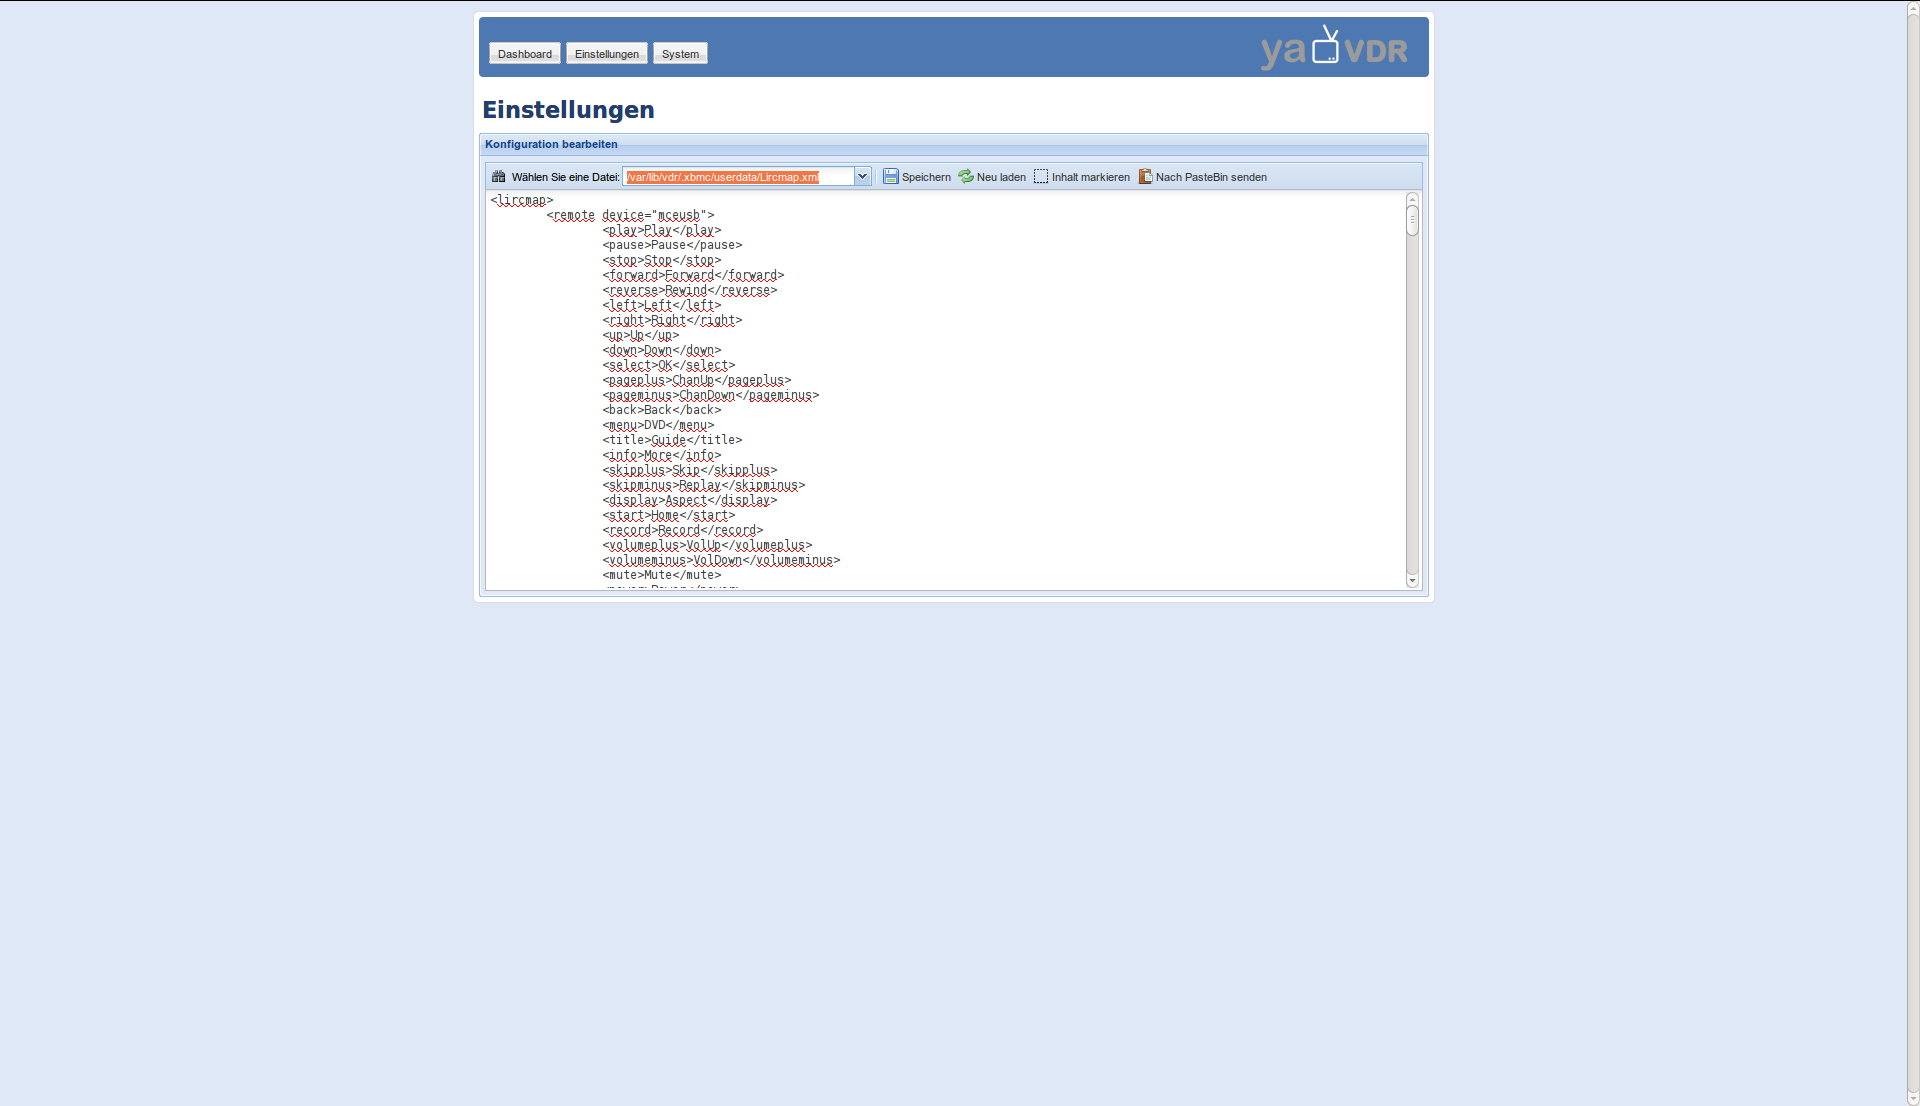 Dashboard Einstellungen System
yaVDR
Einstellungen
Konfiguration bearbeiten
Wählen Sie eine Datei: /var/lib/vdr/.xbmc/userdata/Lircmap.xml Speichern Neu laden Inhalt markieren Nach PasteBin senden
<lircmap>
<remote device="mceusb">
<play>Play</play>
<pause>Pause</pause>
<stop>Stop</stop>
<forward>Forward</forward>
<reverse>Rewind</reverse>
<left>Left</left>
<right>Right</right>
<up>Up</up>
<down>Down</down>
<select>OK</select>
<pageplus>ChanUp</pageplus>
<pageminus>ChanDown</pageminus>
<back>Back</back>
<menu>DVD</menu>
<title>Guide</title>
<info>More</info>
<skipplus>Skip</skipplus>
<skipminus>Replay</skipminus>
<display>Aspect</display>
<start>Home</start>
<record>Record</record>
<volumeplus>VolUp</volumeplus>
<volumeminus>VolDown</volumeminus>
<mute>Mute</mute>